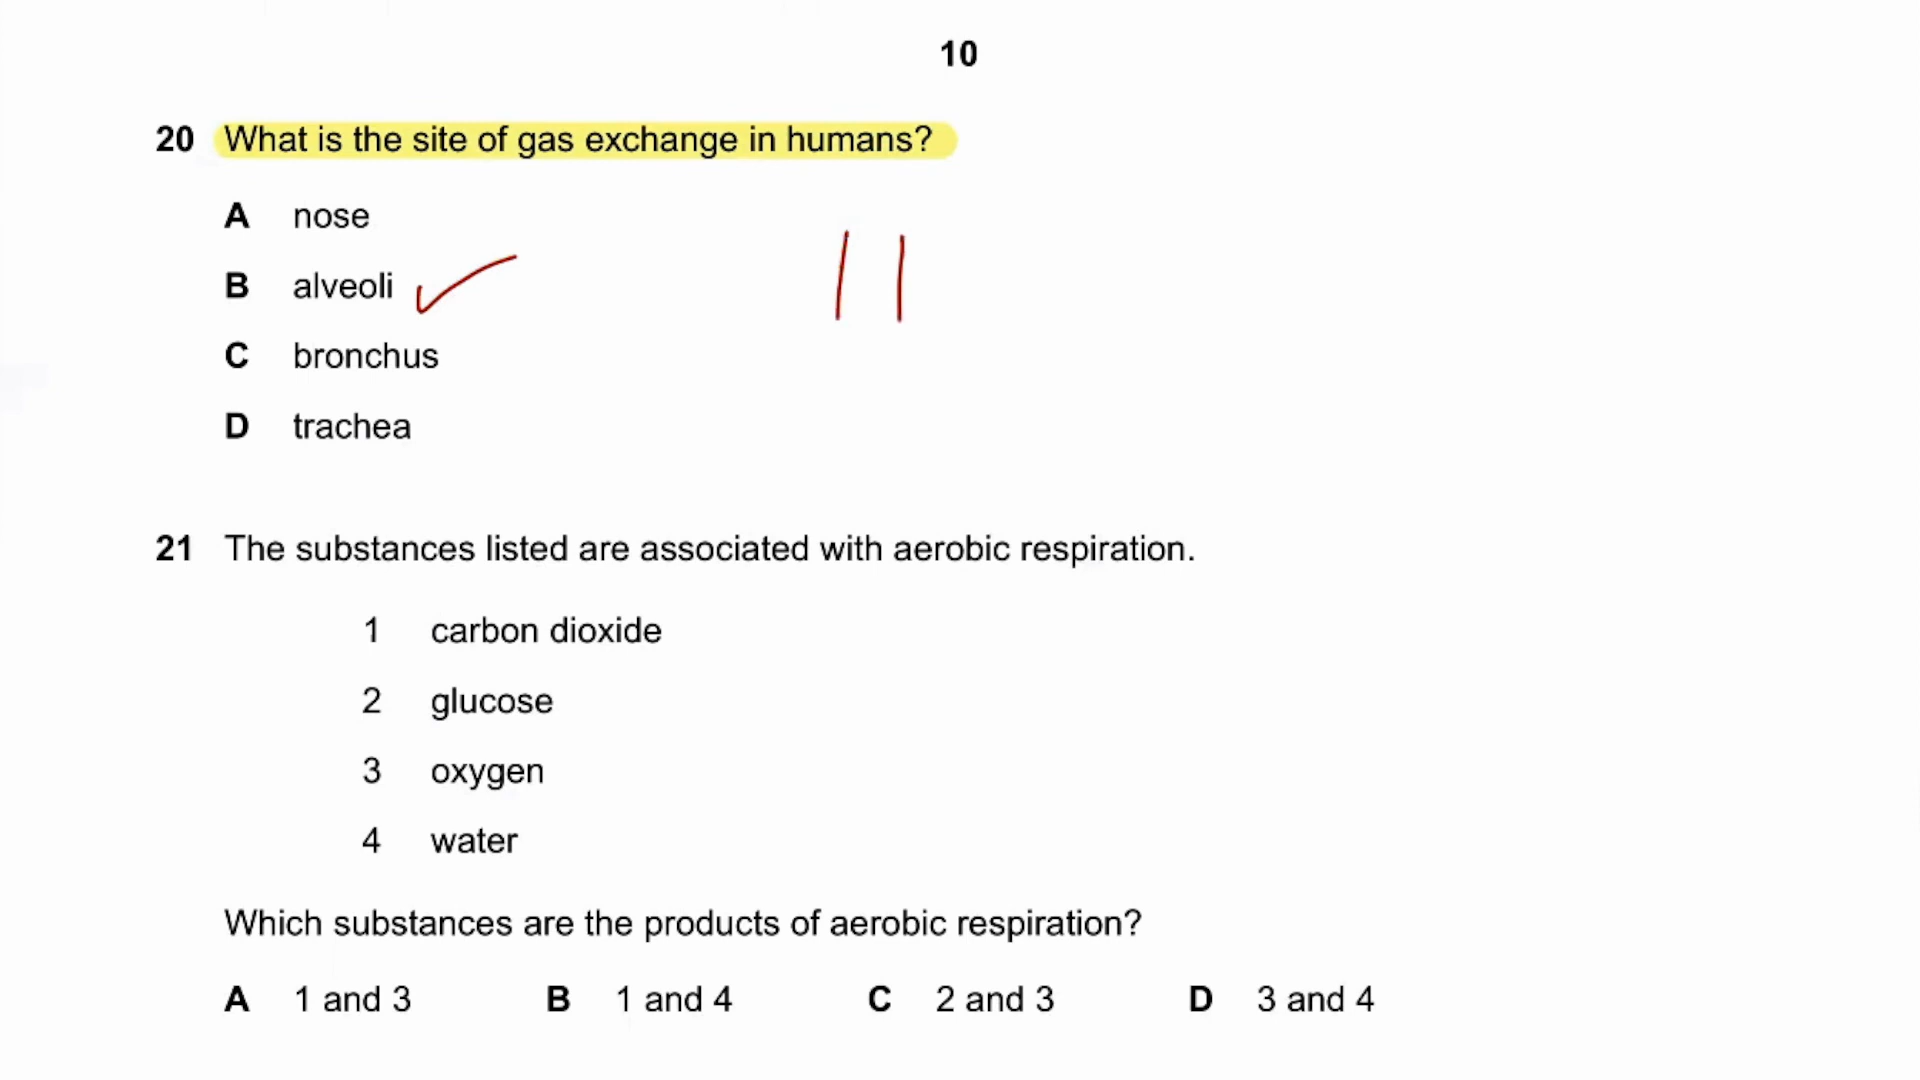 10
20 What is the site of gas exchange in humans?
A nose
B alveoli
C bronchus
D trachea
21 The substances listed are associated with aerobic respiration.
1 carbon dioxide
2 glucose
3 oxygen
4 water
Which substances are the products of aerobic respiration?
A 1 and 3 B 1 and 4 C 2 and 3 D 3 and 4